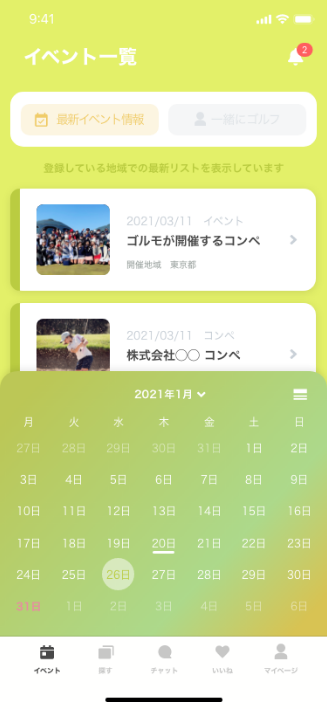 9:41
イベント一覧
2
最新イベント情報 一緒にゴルフ
登録している地域での最新リストを表示しています
2021/03/11 イベント
ゴルモが開催するコンペ
開催地域 東京都
2021/03/11 コンペ
株式会社〇〇 コンペ
2021年1月
月 火 水 木 金 土 日
27日 28日 29日 30日 31日 1日 2日
3日 4日 5日 6日 7日 8日 9日
10日 11日 12日 13日 14日 15日 16日
17日 18日 19日 20日 21日 22日 23日
24日 25日 26日 27日 28日 29日 30日
31日 1日 2日 3日 4日 5日 6日
イベント 探す チャット いいね マイページ